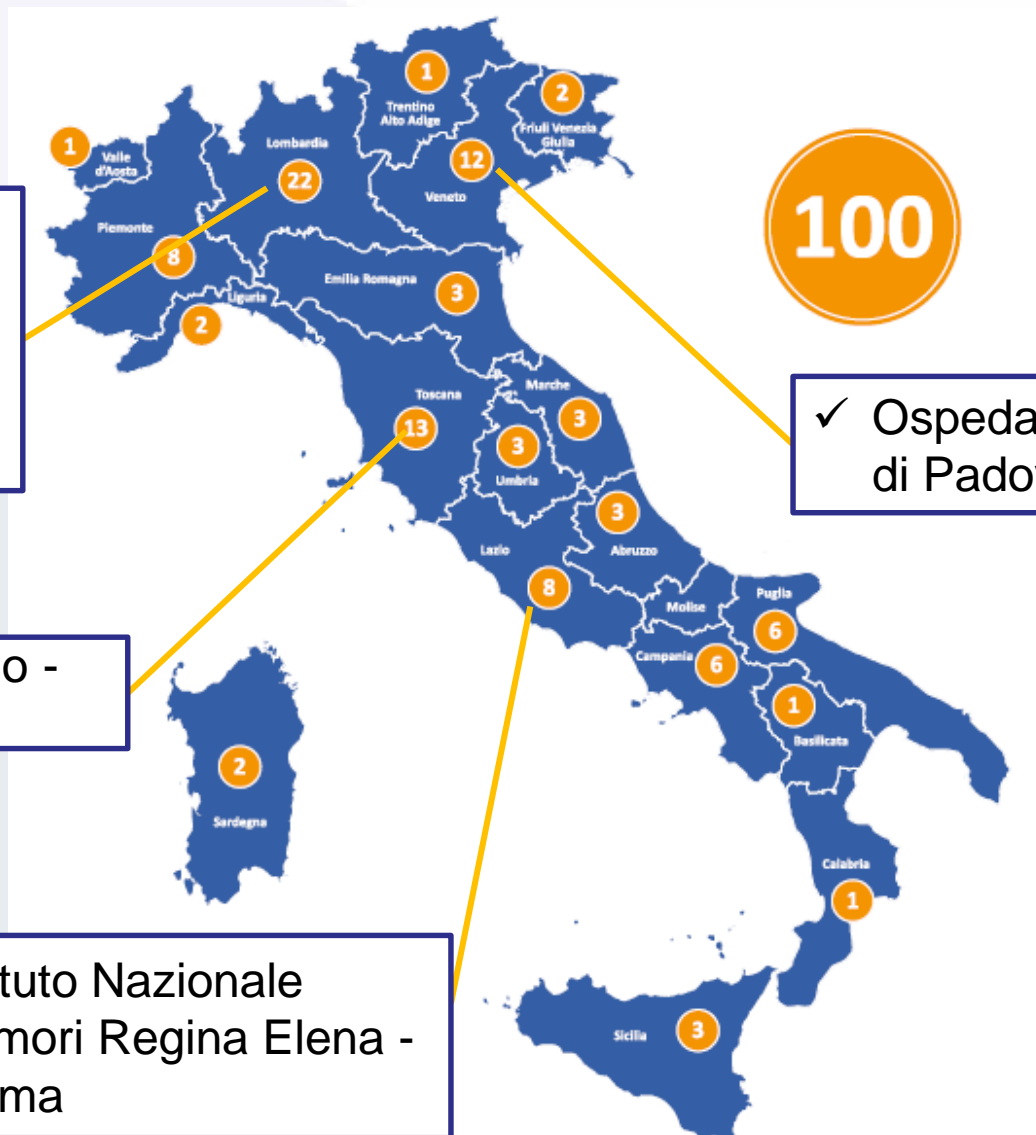 1
Trentino
Alto Adige
2
Friuli Venezia
Giulia
1
Valle
d'Aosta
Lombardia
22
12
Veneto
100
Piemonte
8
Emilia Romagna
3
Liguria
2
Toscana
13
Marche
3
3
Umbria
✓ Ospeda
di Pado
3
Abruzzo
Lazio
8
Molise
Puglia
6
Campania
6
1
Basilicata
o -
2
Sardegna
Calabria
1
tuto Nazionale
mori Regina Elena -
ma
Sicilia
3